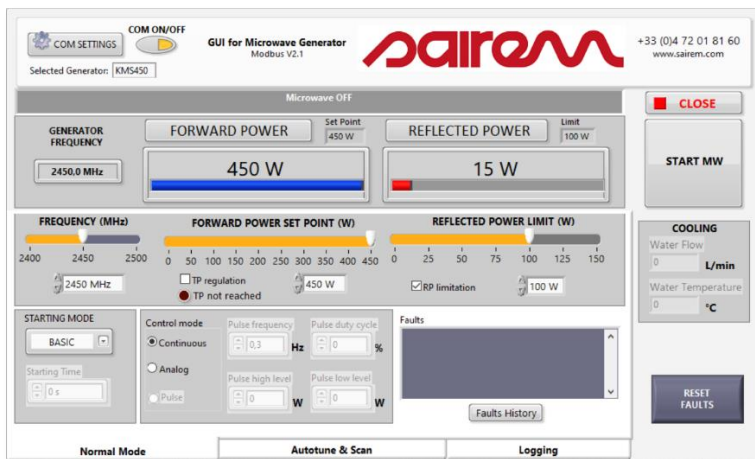 COM SETTINGS
COM ON/OFF
Selected Generator: KMS450
GUI for Microwave Generator
Modbus V2.1
sairem
+33 (0)4 72 01 81 60
www.sairem.com
Microwave OFF
CLOSE
GENERATOR
FREQUENCY
2450,0 MHz
FORWARD POWER
Set Point
450 W
450 W
REFLECTED POWER
Limit
100 W
15 W
START MW
FREQUENCY (MHz)
2400 2450 2500
2450 MHz
FORWARD POWER SET POINT (W)
0 50 100 150 200 250 300 350 400 450
TP regulation
TP not reached
450 W
REFLECTED POWER LIMIT (W)
0 25 50 75 100 125 150
RP limitation
100 W
COOLING
Water Flow
0 L/min
Water Temperature
0 °C
STARTING MODE
BASIC
Starting Time
0 s
Control mode
Continuous
Analog
Pulse
Pulse frequency
0,3 Hz
Pulse duty cycle
0 %
Pulse high level
0 W
Pulse low level
0 W
Faults
Faults History
RESET
FAULTS
Normal Mode
Autotune & Scan
Logging